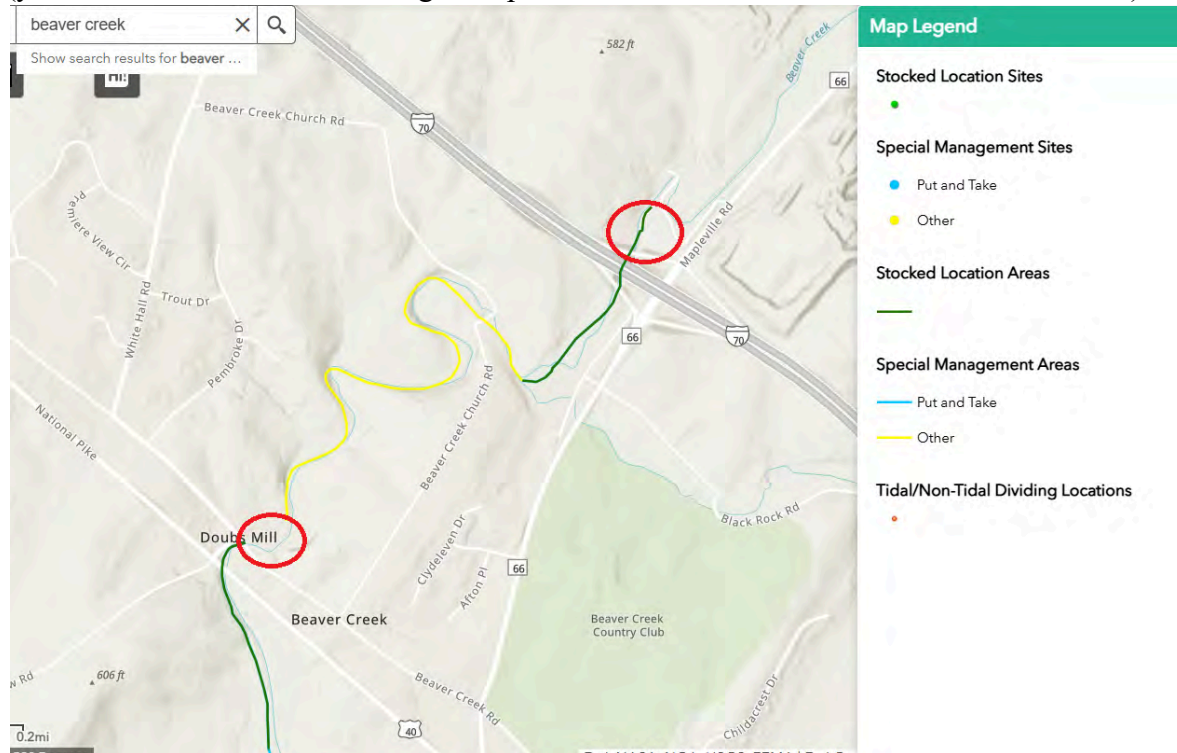 beaver creek
Show search results for beaver ...
HI!
582 ft
Beaver Creek
66
Beaver Creek Church Rd
70
Premiere View Cir
Mapleville Rd
Trout Dr
White Hall Rd
Pembroke Dr
66
70
National Pike
Beaver Creek Church Rd
Black Rock Rd
Doubs Mill
Clydeleven Dr
66
Afton Pl
Beaver Creek
Beaver Creek
Country Club
606 ft
Beaver Creek Rd
Childacrest Dr
40
0.2mi
Map Legend
Stocked Location Sites
Special Management Sites
Put and Take
Other
Stocked Location Areas
Special Management Areas
Put and Take
Other
Tidal/Non-Tidal Dividing Locations